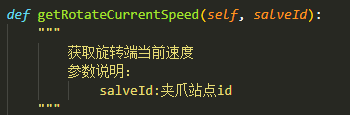 def getRotateCurrentSpeed(self, salveId):
"""
获取旋转端当前速度
参数说明:
salveId:夹爪站点id
"""